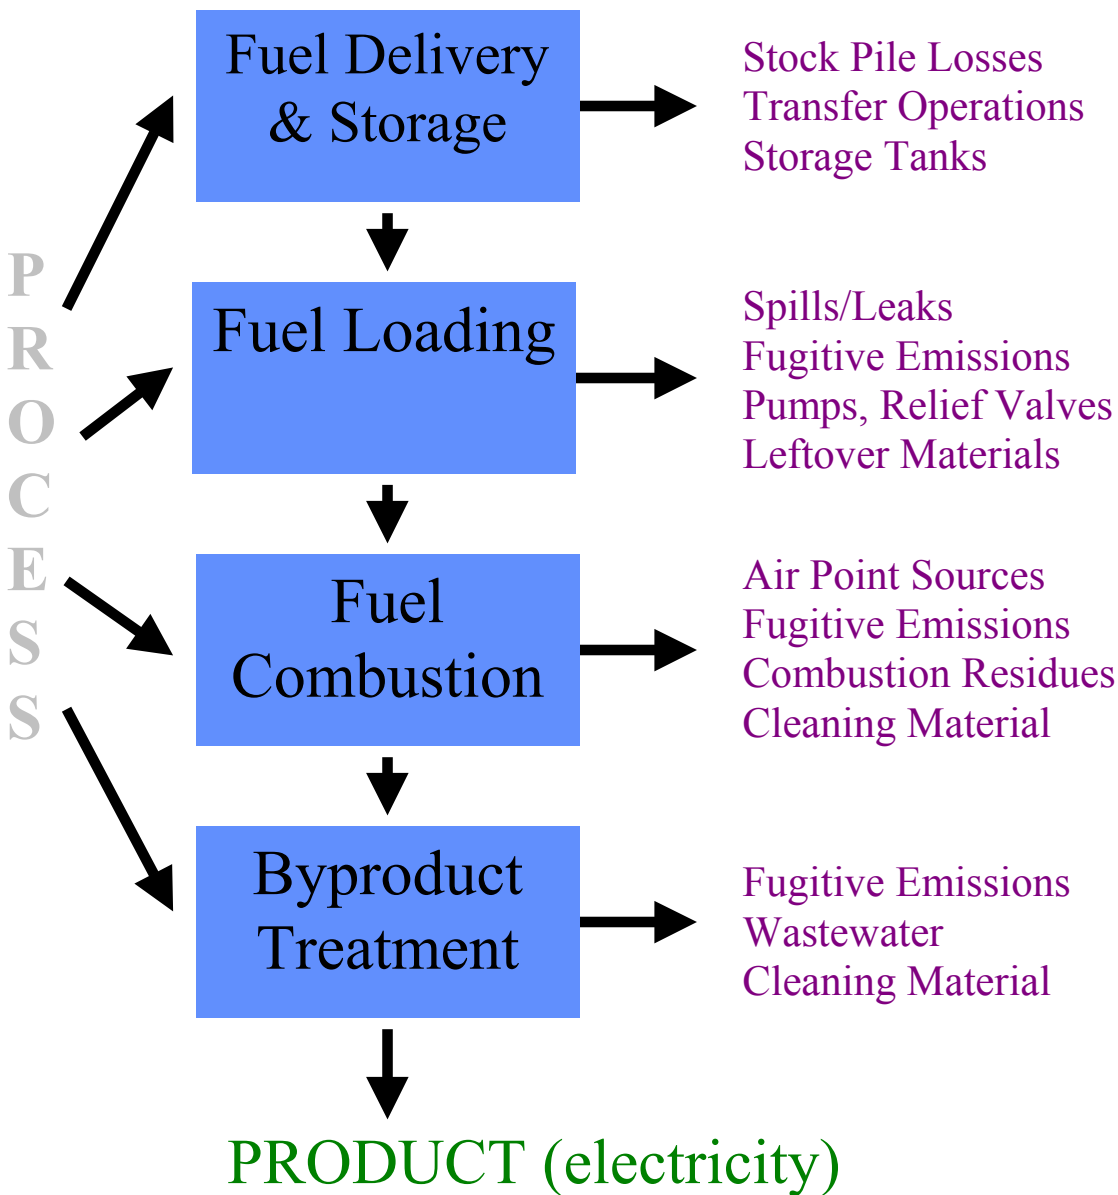 PROCESS
Fuel Delivery
& Storage
Stock Pile Losses
Transfer Operations
Storage Tanks
Fuel Loading
Spills/Leaks
Fugitive Emissions
Pumps, Relief Valves
Leftover Materials
Fuel
Combustion
Air Point Sources
Fugitive Emissions
Combustion Residues
Cleaning Material
Byproduct
Treatment
Fugitive Emissions
Wastewater
Cleaning Material
PRODUCT (electricity)